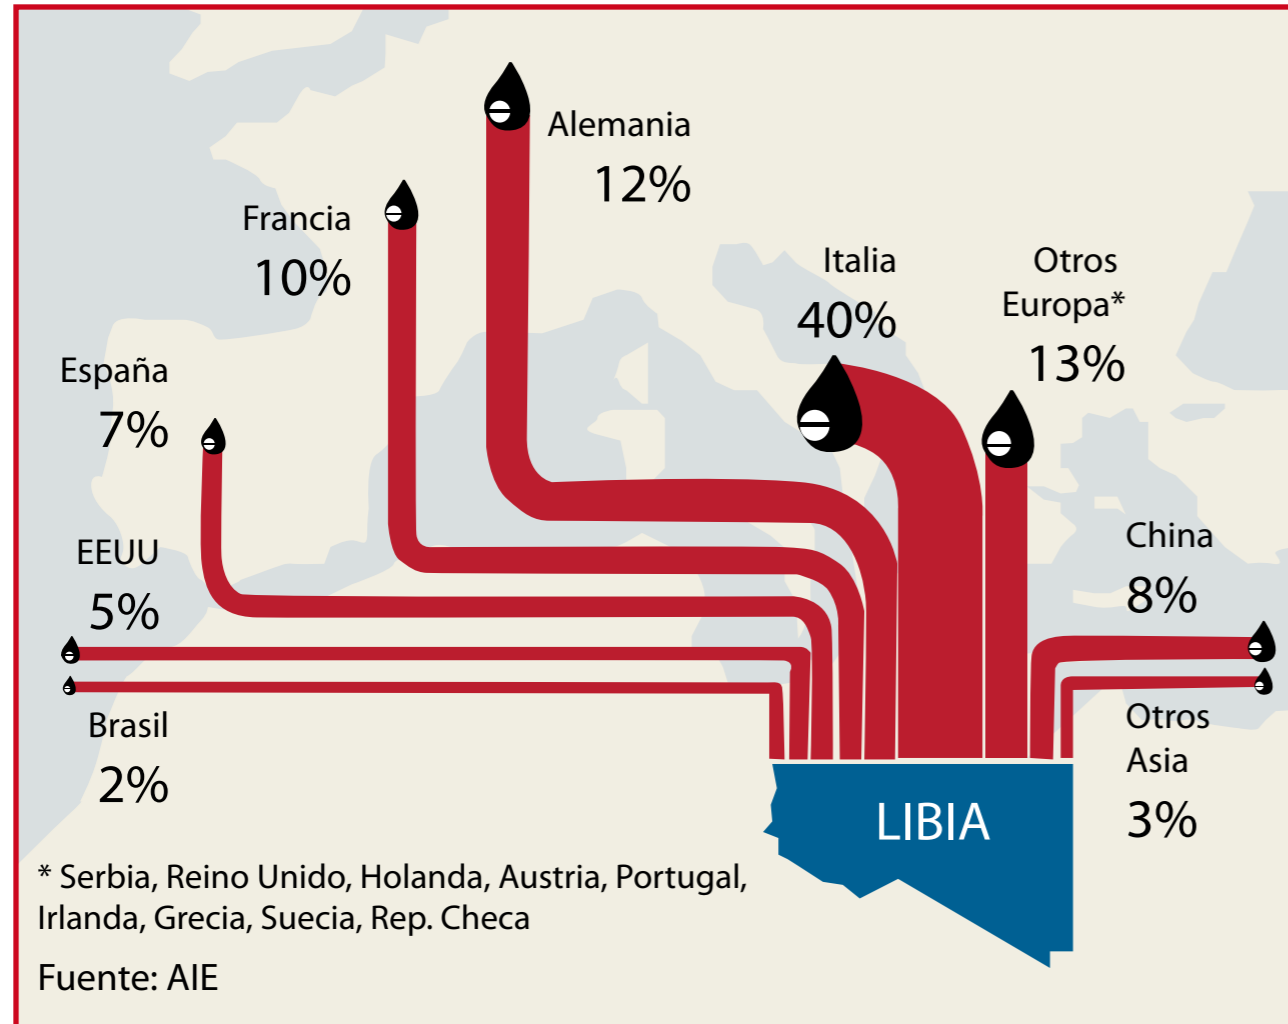 Alemania
12%
Francia
10%
Italia
40%
Otros
Europa*
13%
España
7%
EEUU
5%
China
8%
Brasil
2%
Otros
Asia
3%
LIBIA
* Serbia, Reino Unido, Holanda, Austria, Portugal,
Irlanda, Grecia, Suecia, Rep. Checa
Fuente: AIE